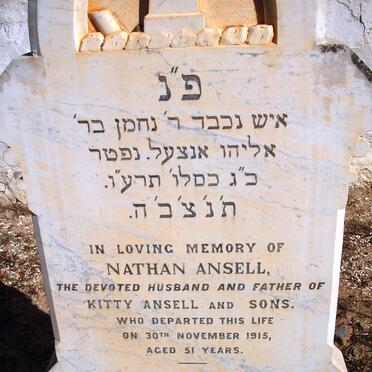 פ"נ
איש נכבד ר' נחמן בר'
אליהו אנצעל. נפטר
כ"ג כסלו תרע"ו.
ת'נ'צ'ב'ה.
IN LOVING MEMORY OF
NATHAN ANSELL,
THE DEVOTED HUSBAND AND FATHER OF
KITTY ANSELL AND SONS.
WHO DEPARTED THIS LIFE
ON 30TH NOVEMBER 1915,
AGED 51 YEARS.